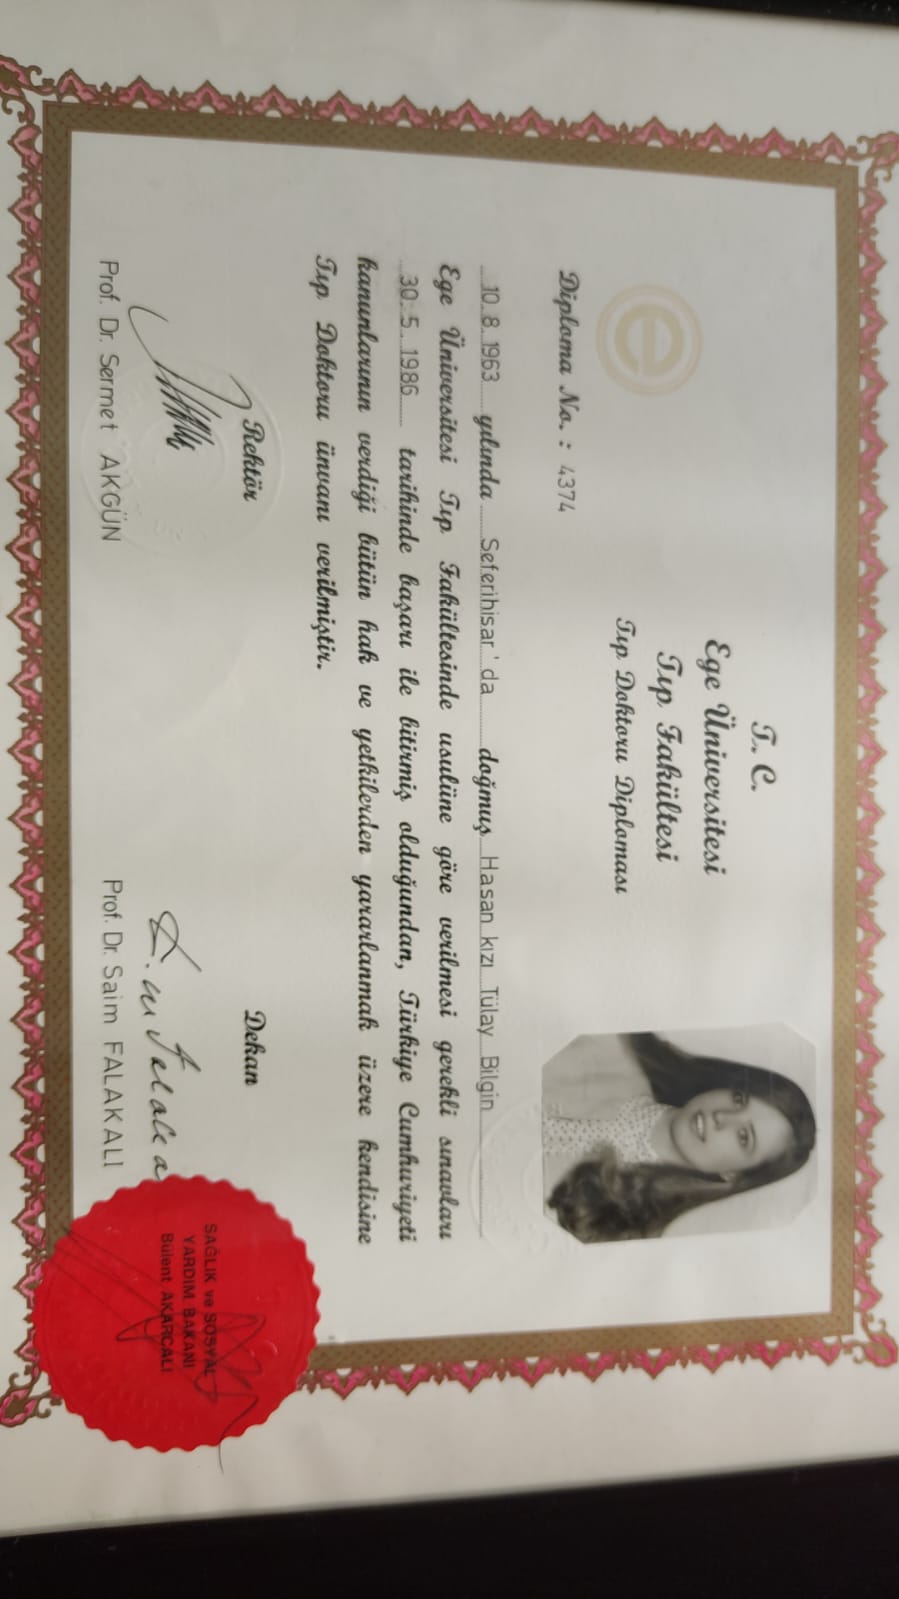 T. C.
Ege Üniversitesi
Tıp Fakültesi
Tıp Doktoru Diploması
Diploma No. : 4374
10. 8. 1963 yılında Seferihisar'da doğmuş Hasan kızı Tülay Bilgin
Ege Üniversitesi Tıp Fakültesinde usulüne göre verilmesi gerekli sınavları
30. 5. 1986 tarihinde başarı ile bitirmiş olduğundan, Türkiye Cumhuriyeti
kanunlarının verdiği bütün hak ve yetkilerden yararlanmak üzere kendisine
Tıp Doktoru ünvanı verilmiştir.
Rektör
Prof. Dr. Sermet AKGÜN
Dekan
Prof. Dr. Saim FALAKALI
SAĞLIK ve SOSYAL
YARDIM BAKANI
Bülent AKARCALI